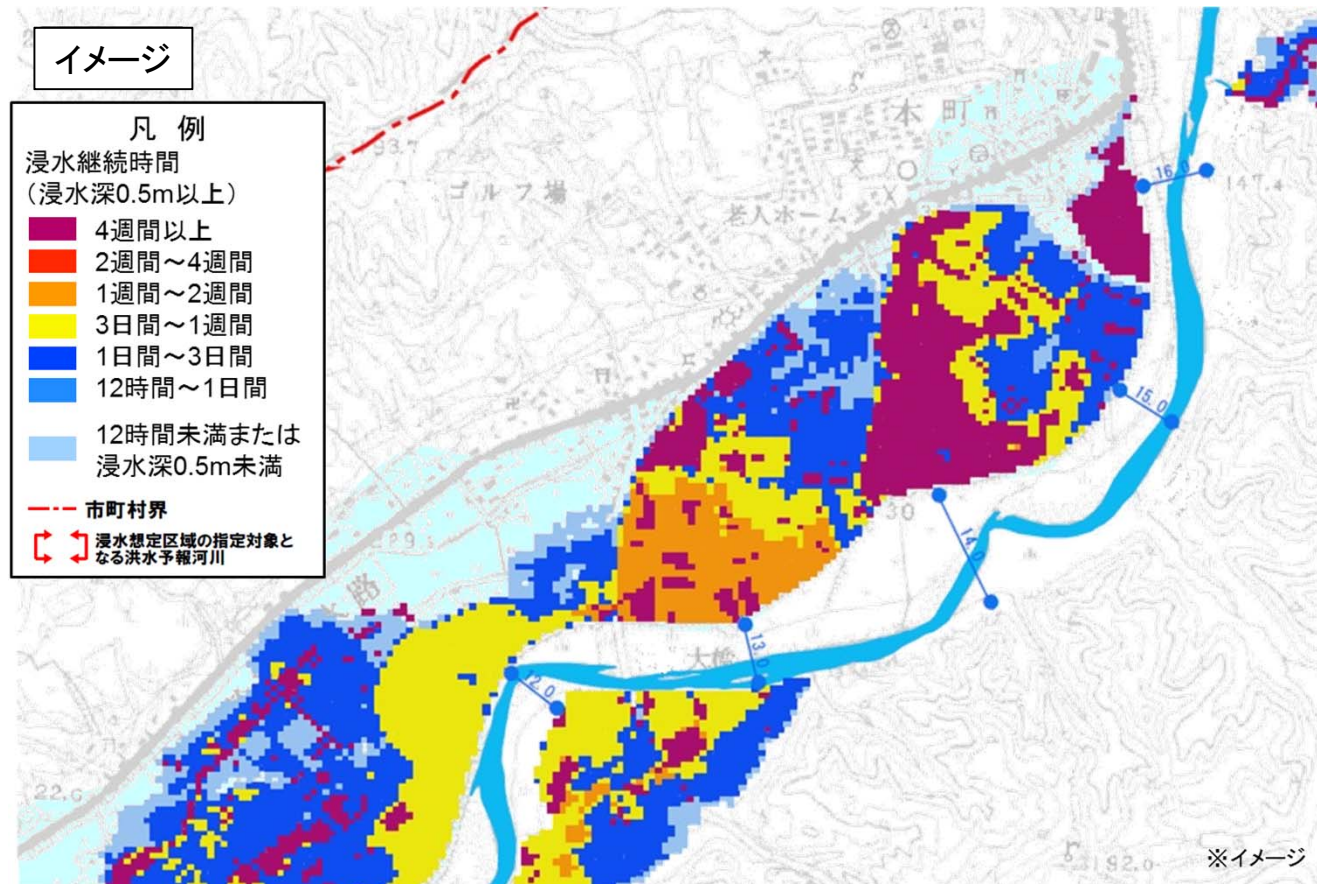 イメージ
凡 例
浸水継続時間
（浸水深0.5m以上）
4週間以上
2週間～4週間
1週間～2週間
3日間～1週間
1日間～3日間
12時間～1日間
12時間未満または
浸水深0.5m未満
市町村界
浸水想定区域の指定対象と
なる洪水予報河川
本町
ゴルフ場
老人ホーム
16.0
147.4
15.0
30
14.0
13.0
大橋
12.0
192.0
※イメージ